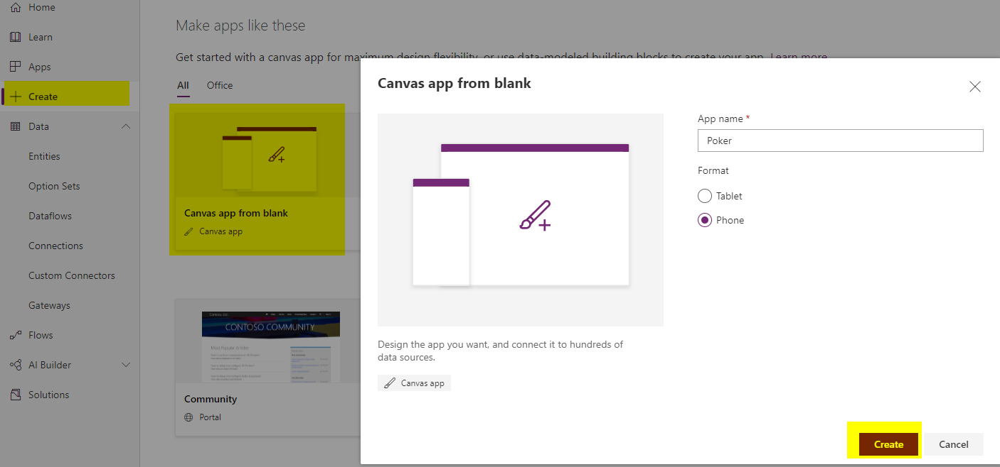 Home
Learn
Apps
Create
Data
Entities
Option Sets
Dataflows
Connections
Custom Connectors
Gateways
Flows
AI Builder
Solutions
Make apps like these
Get started with a canvas app for maximum design flexibility, or use data-modeled building blocks to create your app. Learn more
All
Office
Canvas app from blank
Canvas app
CONTOSO COMMUNITY
Most Popular Articles
Community
Portal
Canvas app from blank
App name *
Poker
Format
Tablet
Phone
Design the app you want, and connect it to hundreds of
data sources.
Canvas app
Create
Cancel